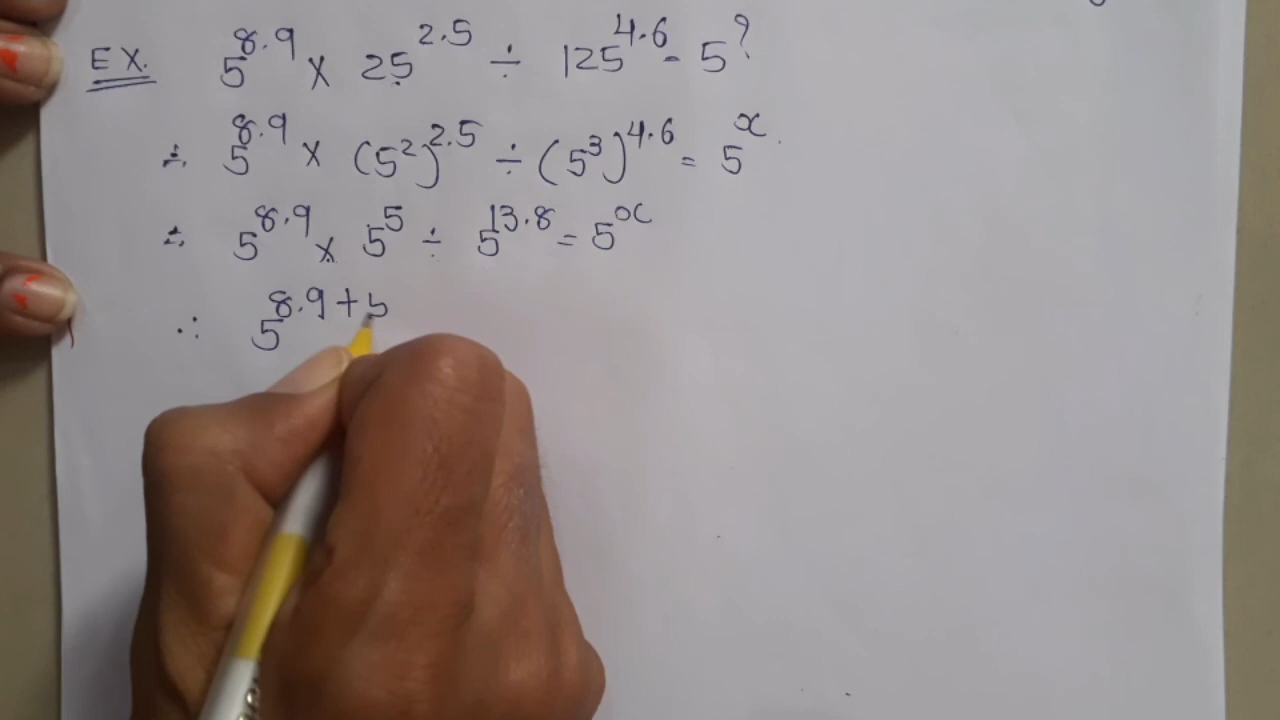 EX. 5^8.9 × 25^2.5 ÷ 125^4.6 = 5^?
∴ 5^8.9 × (5^2)^2.5 ÷ (5^3)^4.6 = 5^x
∴ 5^8.9 × 5^5 ÷ 5^13.8 = 5^x
∴ 5^8.9+5